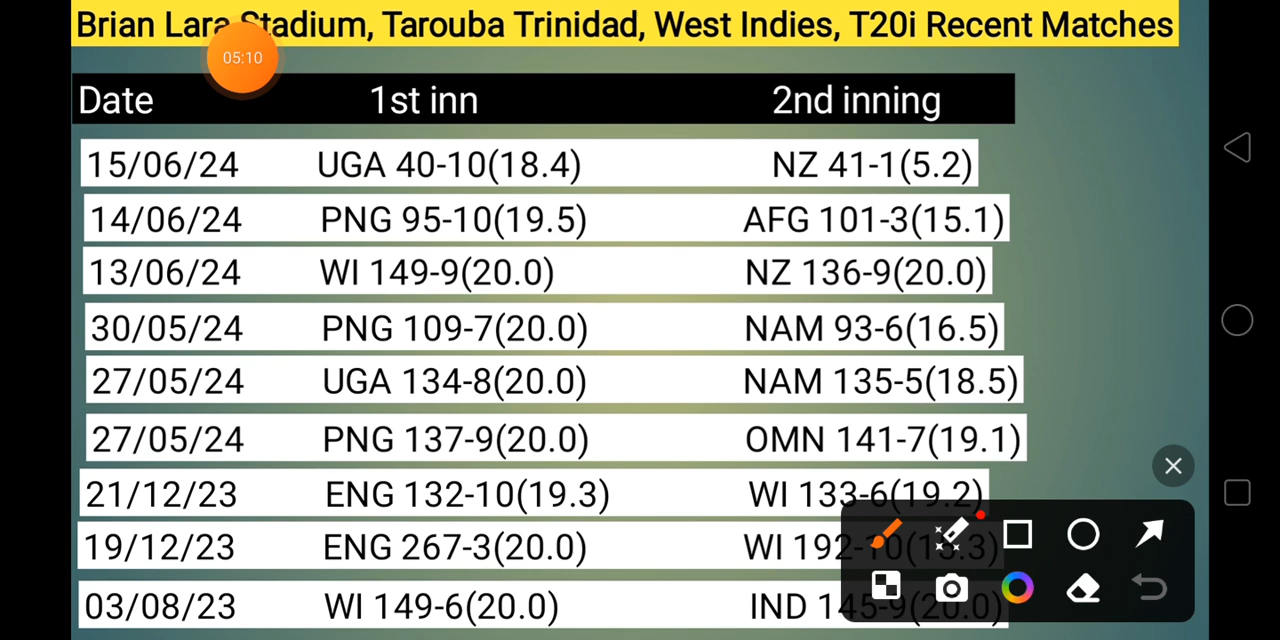 Brian Lara Stadium, Tarouba Trinidad, West Indies, T20i Recent Matches
05:10
Date 1st inn 2nd inning
15/06/24 UGA 40-10(18.4) NZ 41-1(5.2)
14/06/24 PNG 95-10(19.5) AFG 101-3(15.1)
13/06/24 WI 149-9(20.0) NZ 136-9(20.0)
30/05/24 PNG 109-7(20.0) NAM 93-6(16.5)
27/05/24 UGA 134-8(20.0) NAM 135-5(18.5)
27/05/24 PNG 137-9(20.0) OMN 141-7(19.1)
21/12/23 ENG 132-10(19.3) WI 133-6(19.2)
19/12/23 ENG 267-3(20.0) WI
03/08/23 WI 149-6(20.0) IND 145-9(20.0)